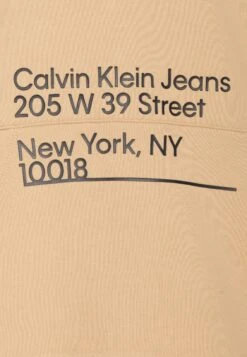 Calvin Klein Jeans
205 W 39 Street
New York, NY
10018